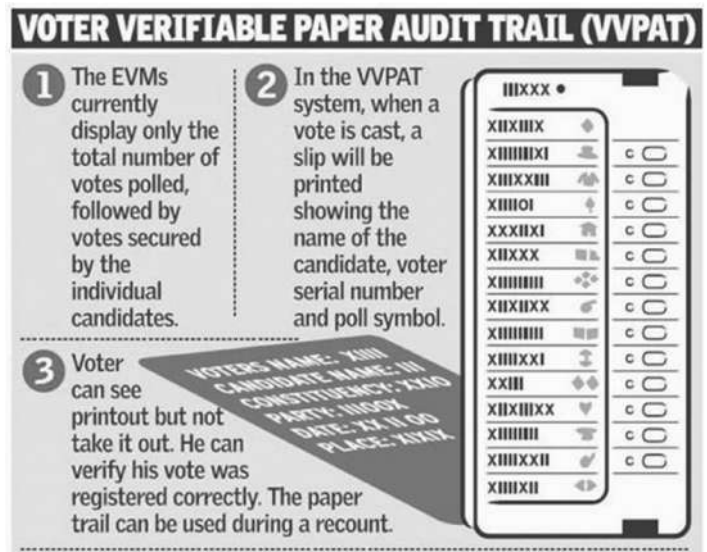 VOTER VERIFIABLE PAPER AUDIT TRAIL (VVPAT)
1 The EVMs
currently
display only the
total number of
votes polled,
followed by
votes secured
by the
individual
candidates.
2 In the VVPAT
system, when a
vote is cast, a
slip will be
printed
showing the
name of the
candidate, voter
serial number
and poll symbol.
3 Voter
can see
printout but not
take it out. He can
verify his vote was
registered correctly. The paper
trail can be used during a recount.
VOTERS NAME: XIIII
CANDIDATE NAME: III
CONSTITUENCY: XXIO
PARTY: IIIOOX
DATE: XX II OO
PLACE: XIXIX
IIIXXX
XIIXIIIX
XIIIIIIXI C
XIIIXXIII C
XIIIIOI C
XXXIIXI C
XIIXXX C
XIIIIIIIII C
XIIXIIXX C
XIIIIIIIII C
XIIIIXXI C
XXIII C
XIIXIIIXX C
XIIIIIIII C
XIIIIXXII C
XIIIIXII